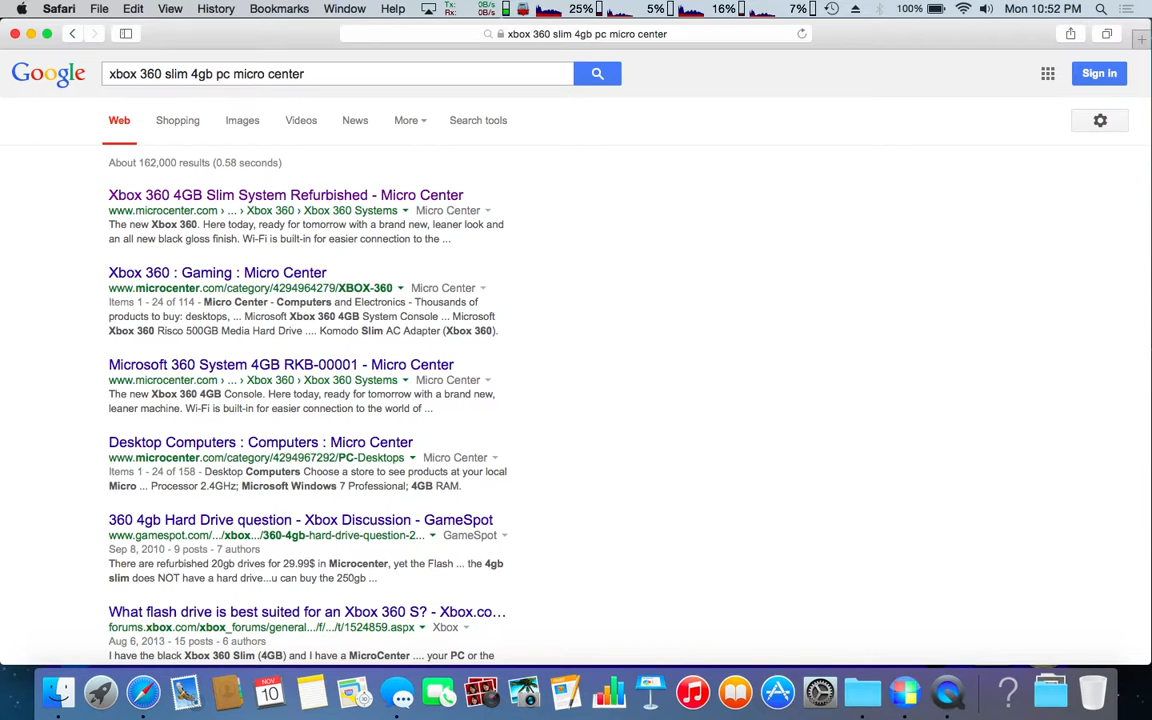 Safari File Edit View History Bookmarks Window Help Tx: 0B/s Rx: 0B/s 25% 5% 16% 7% 100% Mon 10:52 PM
xbox 360 slim 4gb pc micro center
Google xbox 360 slim 4gb pc micro center Sign in
Web Shopping Images Videos News More Search tools
About 162,000 results (0.58 seconds)
Xbox 360 4GB Slim System Refurbished - Micro Center
www.microcenter.com › ... › Xbox 360 › Xbox 360 Systems Micro Center
The new Xbox 360. Here today, ready for tomorrow with a brand new, leaner look and
an all new black gloss finish. Wi-Fi is built-in for easier connection to the ...
Xbox 360 : Gaming : Micro Center
www.microcenter.com/category/4294964279/XBOX-360 Micro Center
Items 1 - 24 of 114 - Micro Center - Computers and Electronics - Thousands of
products to buy: desktops, ... Microsoft Xbox 360 4GB System Console ... Microsoft
Xbox 360 Risco 500GB Media Hard Drive .... Komodo Slim AC Adapter (Xbox 360).
Microsoft 360 System 4GB RKB-00001 - Micro Center
www.microcenter.com › ... › Xbox 360 › Xbox 360 Systems Micro Center
The new Xbox 360 4GB Console. Here today, ready for tomorrow with a brand new,
leaner machine. Wi-Fi is built-in for easier connection to the world of ...
Desktop Computers : Computers : Micro Center
www.microcenter.com/category/4294967292/PC-Desktops Micro Center
Items 1 - 24 of 158 - Desktop Computers Choose a store to see products at your local
Micro ... Processor 2.4GHz; Microsoft Windows 7 Professional; 4GB RAM.
360 4gb Hard Drive question - Xbox Discussion - GameSpot
www.gamespot.com/.../xbox.../360-4gb-hard-drive-question-2... GameSpot
Sep 8, 2010 - 9 posts - 7 authors
There are refurbished 20gb drives for 29.99$ in Microcenter, yet the Flash ... the 4gb
slim does NOT have a hard drive...u can buy the 250gb ...
What flash drive is best suited for an Xbox 360 S? - Xbox.co...
forums.xbox.com/xbox_forums/general.../f/.../t/1524859.aspx Xbox
Aug 6, 2013 - 15 posts - 6 authors
I have the black Xbox 360 Slim (4GB) and I have a MicroCenter .... your PC or the
NOV
10